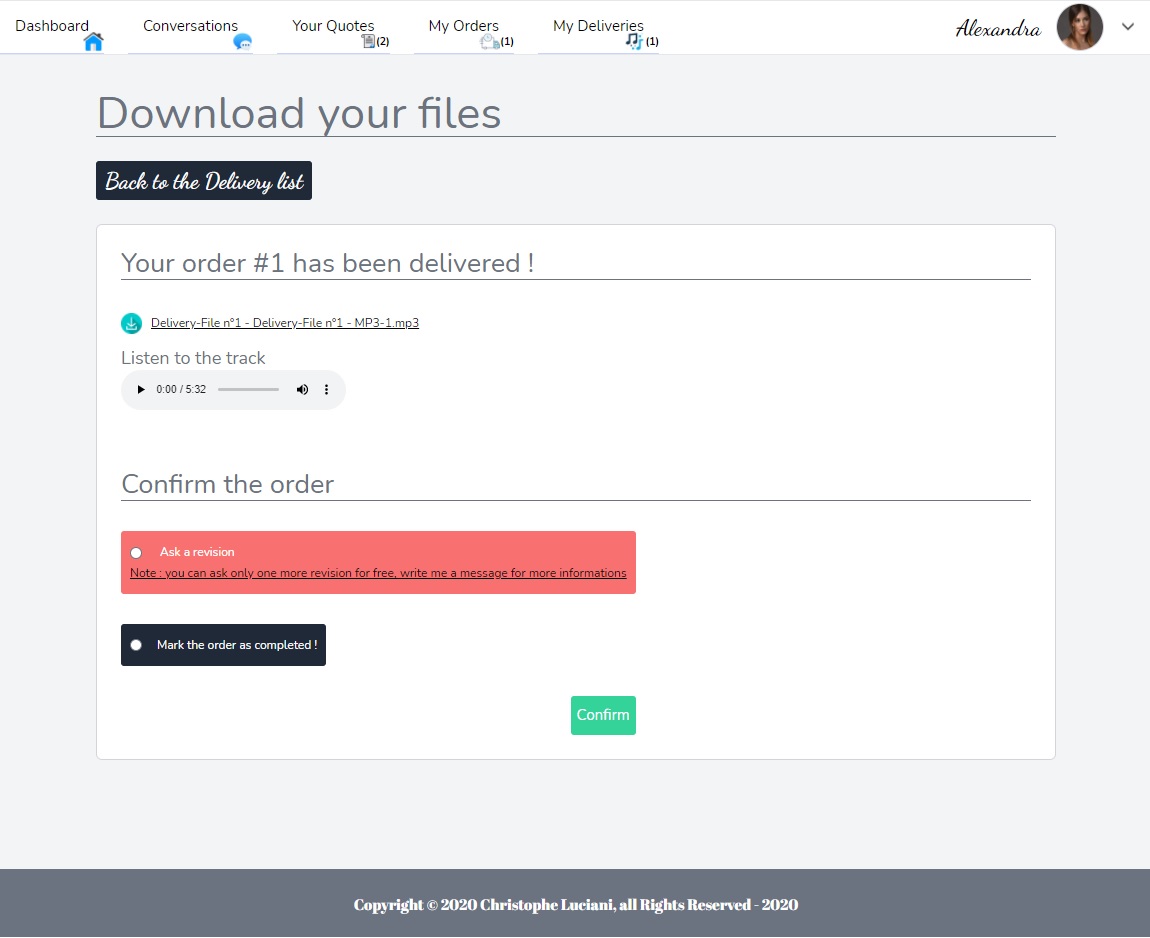 Dashboard
Conversations
Your Quotes
(2)
My Orders
(1)
My Deliveries
(1)
Alexandra
Download your files
Back to the Delivery list
Your order #1 has been delivered !
Delivery-File n°1 - Delivery-File n°1 - MP3-1.mp3
Listen to the track
0:00 / 5:32
Confirm the order
Ask a revision
Note : you can ask only one more revision for free, write me a message for more informations
Mark the order as completed !
Confirm
Copyright © 2020 Christophe Luciani, all Rights Reserved - 2020